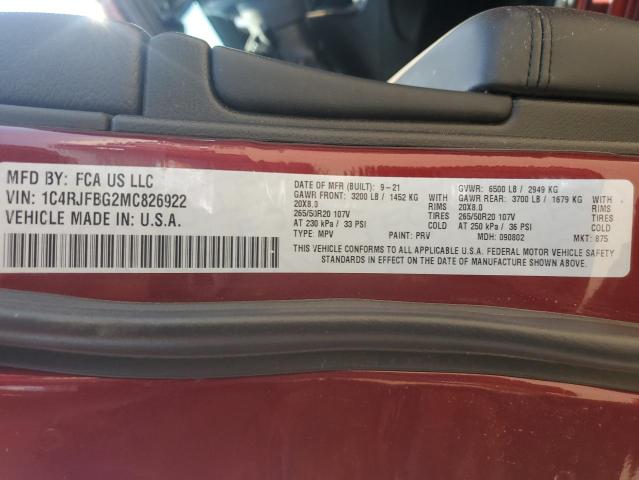 MFD BY: FCA US LLC
VIN: 1C4RJFBG2MC826922
VEHICLE MADE IN U.S.A.
DATE OF MFR (BUILT): 9-21 GVWR: 6500 LB / 2949 KG
GAWR FRONT: 3200 LB / 1452 KG WITH GAWR REAR: 3700 LB / 1679 KG WITH
20X8.0 RIMS 20X8.0 RIMS
265/50R20 107V TIRES 265/50R20 107V TIRES
AT 230 kPa / 33 PSI AT 250 kPa / 36 PSI
TYPE: MPV PAINT: PRV MDH: 090802 MKT: 875
THIS VEHICLE CONFORMS TO ALL APPLICABLE U.S.A. FEDERAL MOTOR VEHICLE SAFETY
STANDARDS IN EFFECT ON THE DATE OF MANUFACTURE SHOWN ABOVE.